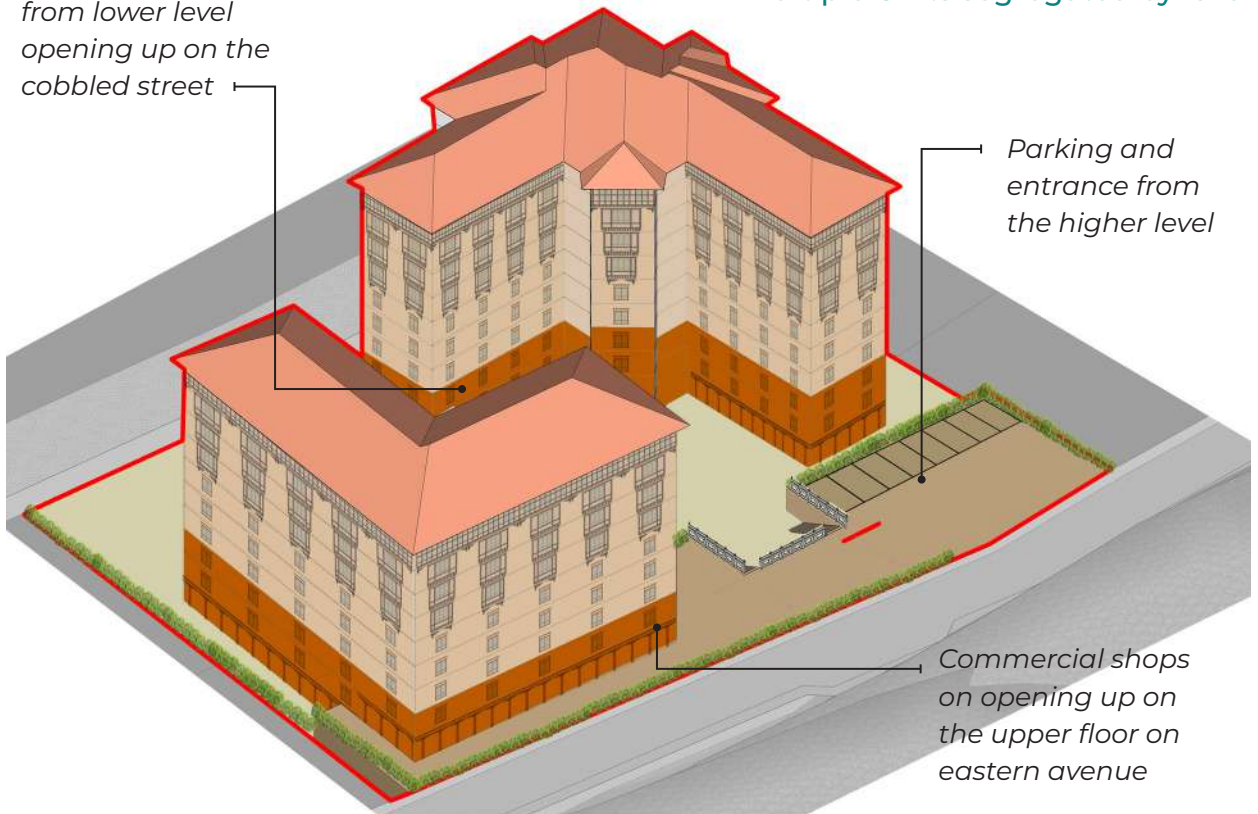 from lower level
opening up on the
cobbled street
Parking and
entrance from
the higher level
Commercial shops
on opening up on
the upper floor on
eastern avenue